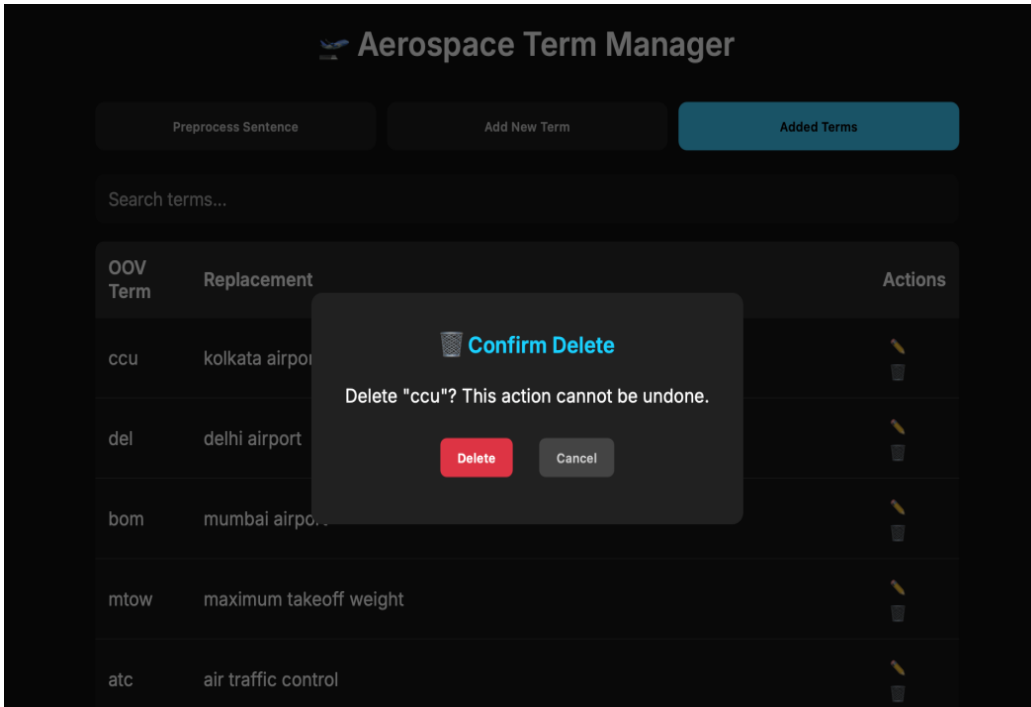 Aerospace Term Manager
Preprocess Sentence
Add New Term
Added Terms
Search terms...
OOV Term
Replacement
Actions
ccu
kolkata
del
delhi airport
bom
mumbai
mtow
maximum takeoff weight
atc
air traffic control
Confirm Delete
Delete "ccu"? This action cannot be undone.
Delete
Cancel